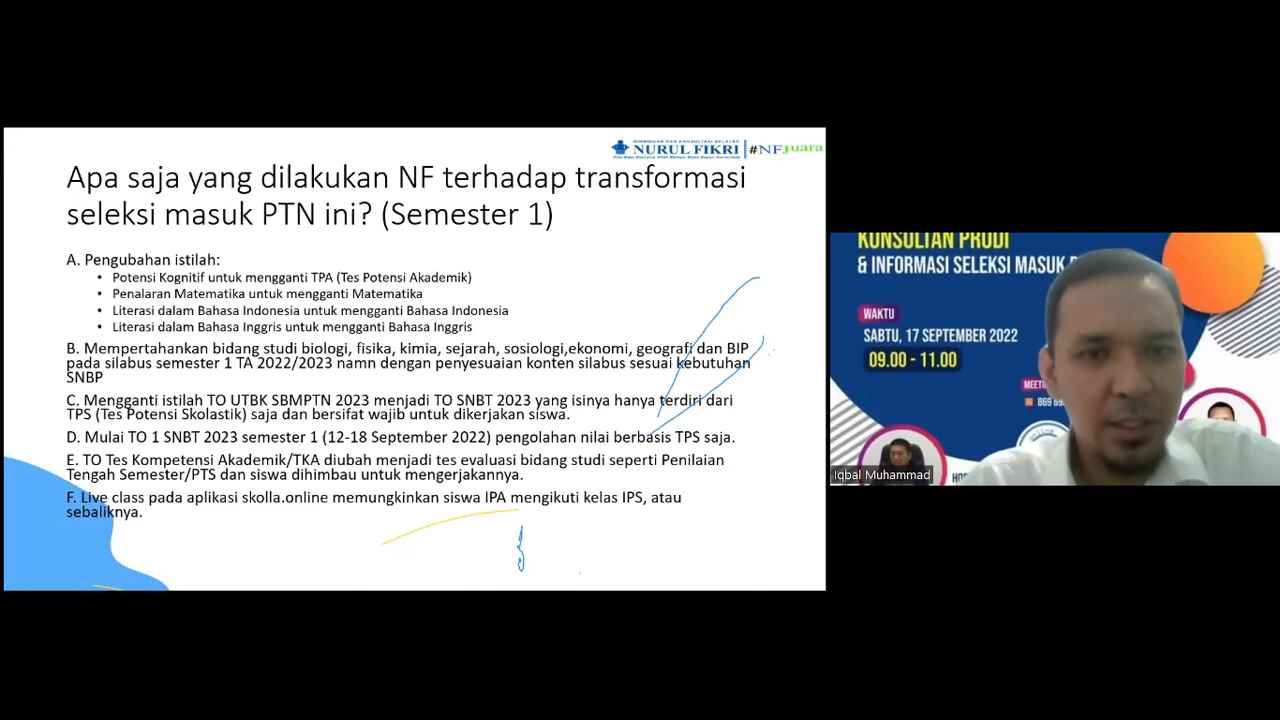 NURUL FIKRI
#NFJuara
Apa saja yang dilakukan NF terhadap transformasi
seleksi masuk PTN ini? (Semester 1)
A. Pengubahan istilah:
• Potensi Kognitif untuk mengganti TPA (Tes Potensi Akademik)
• Penalaran Matematika untuk mengganti Matematika
• Literasi dalam Bahasa Indonesia untuk mengganti Bahasa Indonesia
• Literasi dalam Bahasa Inggris untuk mengganti Bahasa Inggris
B. Mempertahankan bidang studi biologi, fisika, kimia, sejarah, sosiologi,ekonomi, geografi dan BIP
pada silabus semester 1 TA 2022/2023 namn dengan penyesuaian konten silabus sesuai kebutuhan
SNBP
C. Mengganti istilah TO UTBK SBMPTN 2023 menjadi TO SNBT 2023 yang isinya hanya terdiri dari
TPS (Tes Potensi Skolastik) saja dan bersifat wajib untuk dikerjakan siswa.
D. Mulai TO 1 SNBT 2023 semester 1 (12-18 September 2022) pengolahan nilai berbasis TPS saja.
E. TO Tes Kompetensi Akademik/TKA diubah menjadi tes evaluasi bidang studi seperti Penilaian
Tengah Semester/PTS dan siswa dihimbau untuk mengerjakannya.
F. Live class pada aplikasi skolla.online memungkinkan siswa IPA mengikuti kelas IPS, atau
sebaliknya.
KONSULTAN PRODI
& INFORMASI SELEKSI MASUK
WAKTU
SABTU, 17 SEPTEMBER 2022
09.00 - 11.00
Iqbal Muhammad